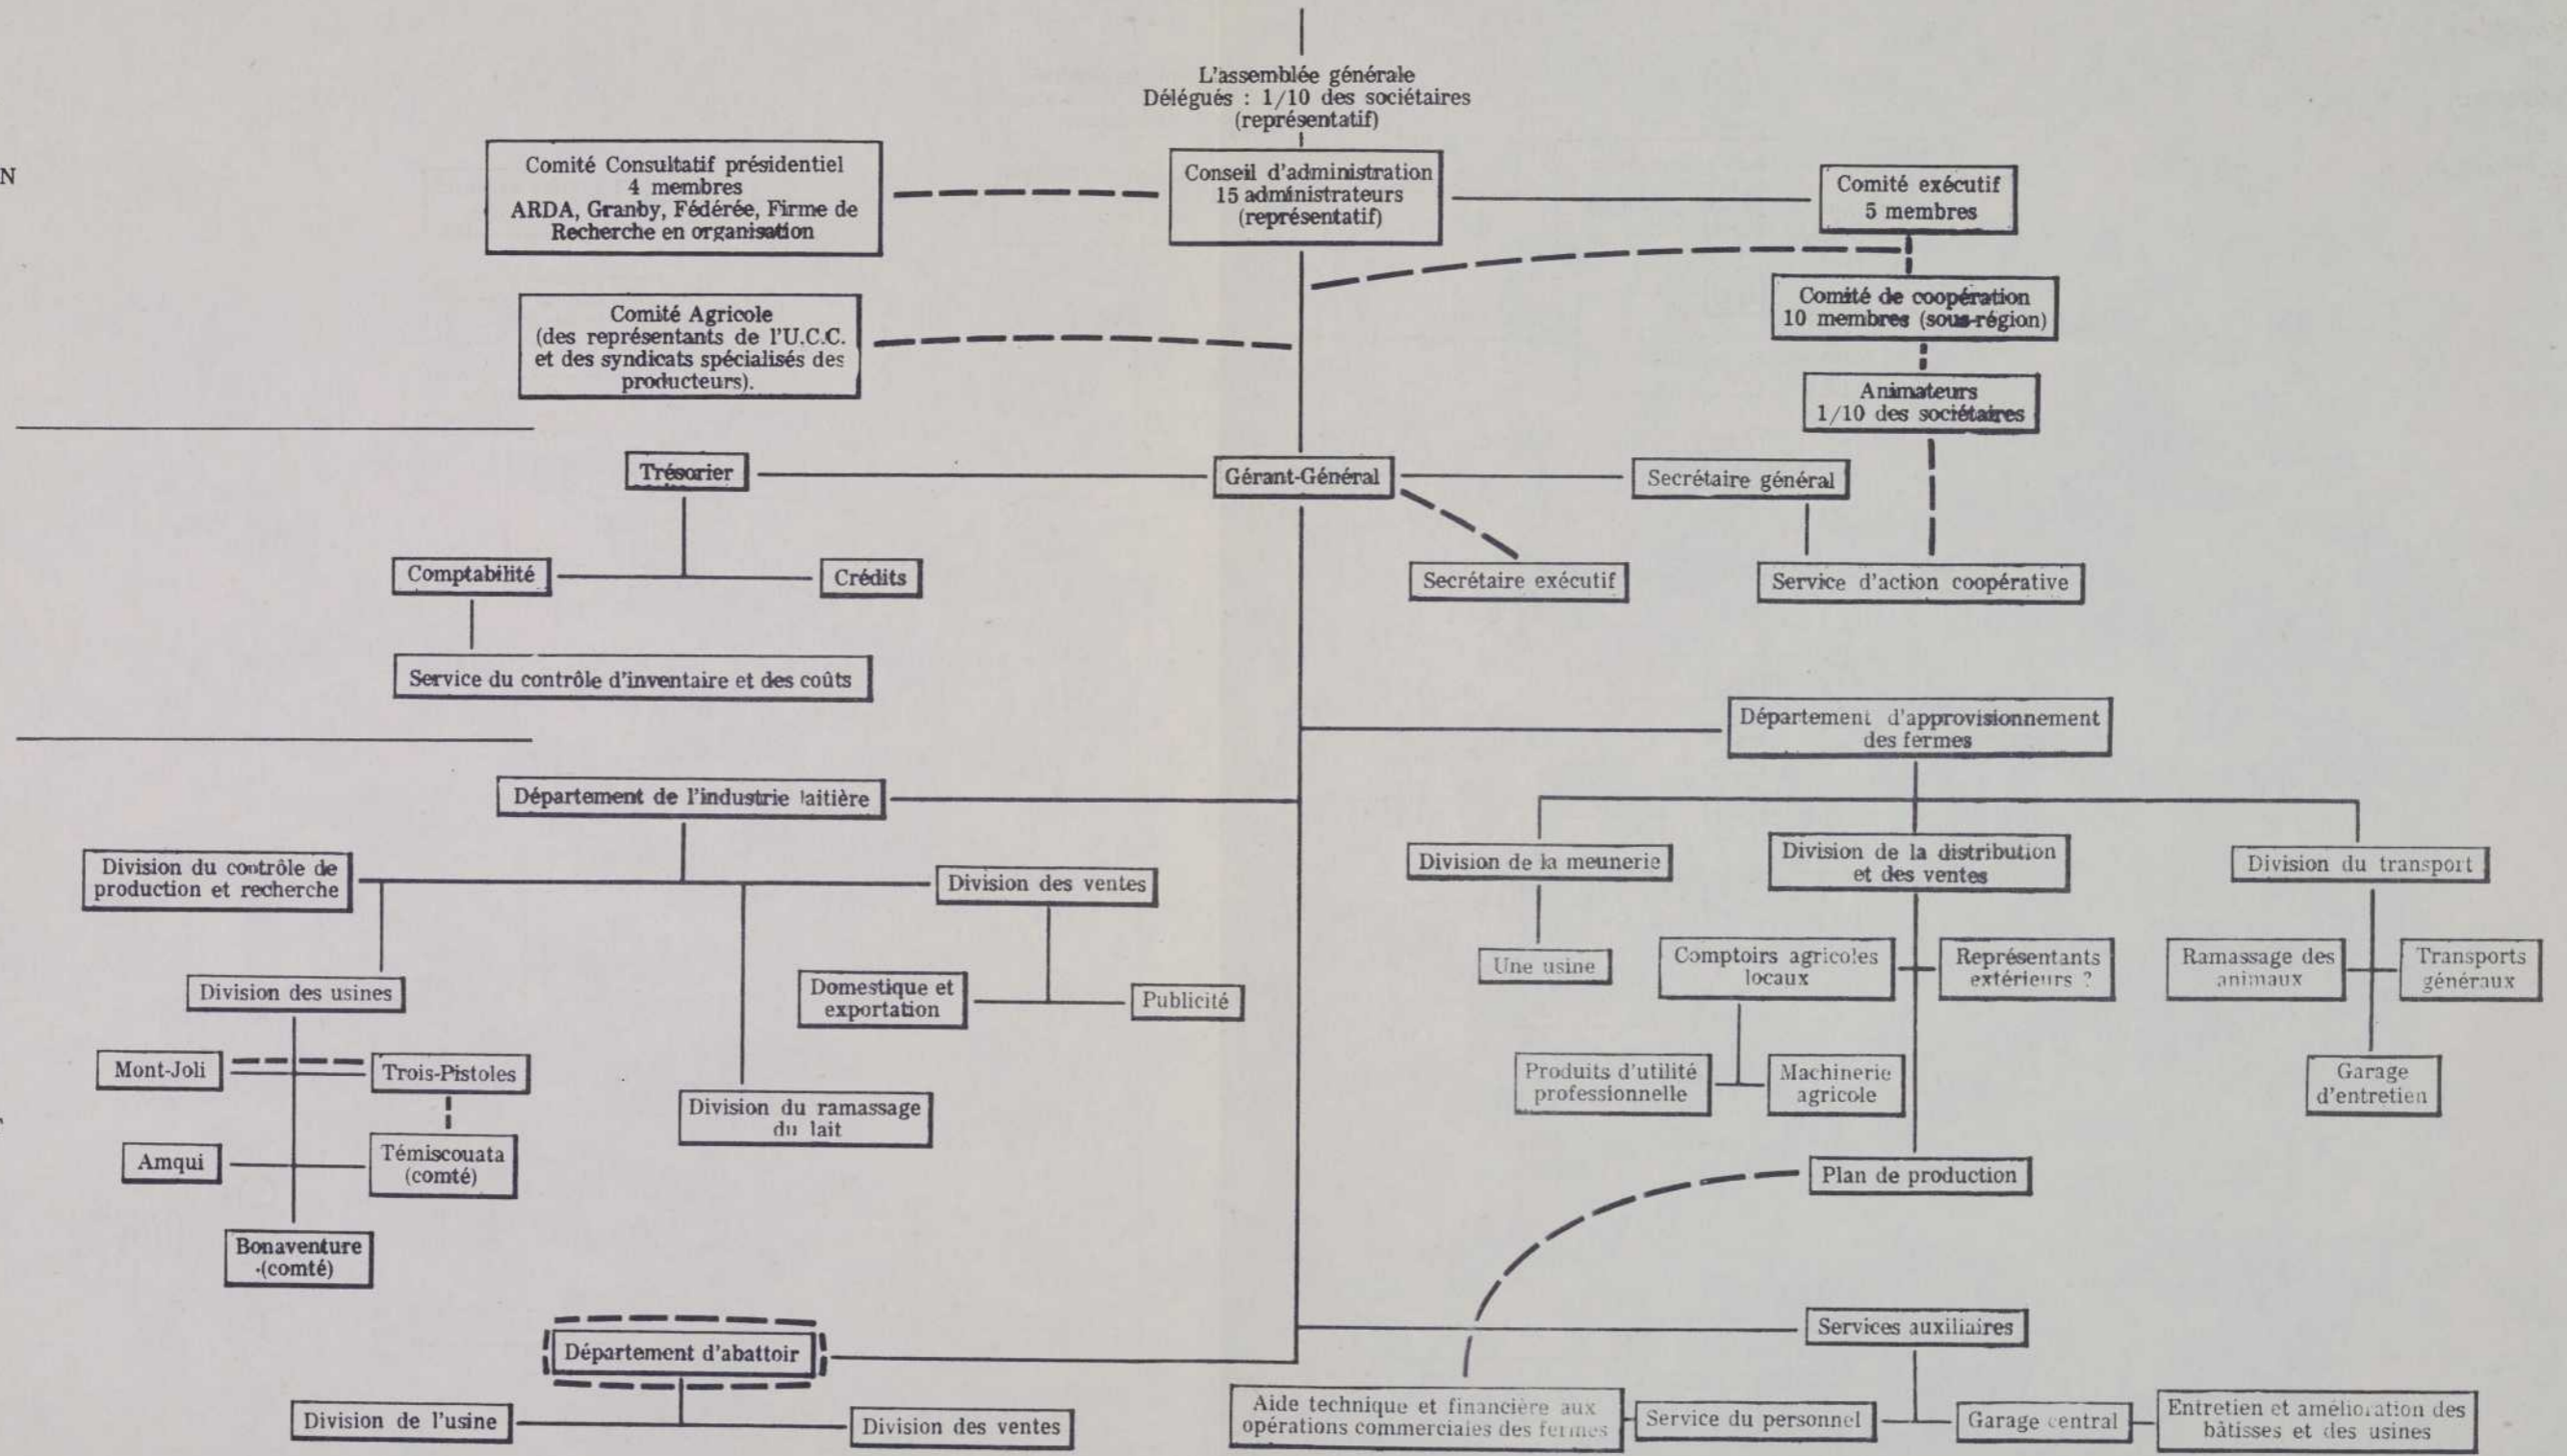 L'assemblée générale
Délégués : 1/10 des sociétaires
(représentatif)
N
Comité Consultatif présidentiel
4 membres
ARDA, Granby, Fédérée, Firme de
Recherche en organisation
Conseil d'administration
15 administrateurs
(représentatif)
Comité exécutif
5 membres
Comité Agricole
(des représentants de l'U.C.C.
et des syndicats spécialisés des
producteurs).
Comité de coopération
10 membres (sous-région)
Animateurs
1/10 des sociétaires
Trésorier
Gérant-Général
Secrétaire général
Comptabilité
Crédits
Secrétaire exécutif
Service d'action coopérative
Service du contrôle d'inventaire et des coûts
Département d'approvisionnement
des fermes
Département de l'industrie laitière
Division du contrôle de
production et recherche
Division des ventes
Division de la meunerie
Division de la distribution
et des ventes
Division du transport
Division des usines
Domestique et
exportation
Publicité
Une usine
Comptoirs agricoles
locaux
Représentants
extérieurs ?
Ramassage des
animaux
Transports
généraux
Mont-Joli
Trois-Pistoles
Division du ramassage
du lait
Produits d'utilité
professionnelle
Machinerie
agricole
Garage
d'entretien
Amqui
Témiscouata
(comté)
Plan de production
Bonaventure
(comté)
Département d'abattoir
Services auxiliaires
Division de l'usine
Division des ventes
Aide technique et financière aux
opérations commerciales des fermes
Service du personnel
Garage central
Entretien et amélioration des
bâtisses et des usines